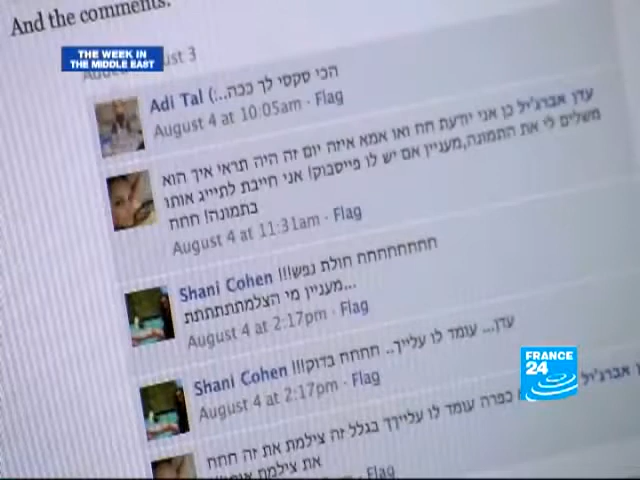 And the comments.
THE WEEK IN
THE MIDDLE EAST
August 3
Adi Tal הכי סקסי לך ככה..:)
August 4 at 10:05am · Flag
עדן אברג'יל כן אני יודעת חח ואו אמא איזה יום זה היה תראי איך הוא
משלים לי את התמונה,מעניין אם יש לו פייסבוק! אני חייבת לתייג אותו
בתמונה! חחח
August 4 at 11:31am · Flag
Shani Cohen חחחחחחחח חולת נפש!!!
...מעניין מי הצלמתתתתתת
August 4 at 2:17pm · Flag
Shani Cohen עדן... עומד לו עלייך.. חחחח בדוק!!!
August 4 at 2:17pm · Flag
אברג'יל כפרה עומד לו עלייך בגלל זה צילמת את זה חחח
את צילמת
Flag
FRANCE
24